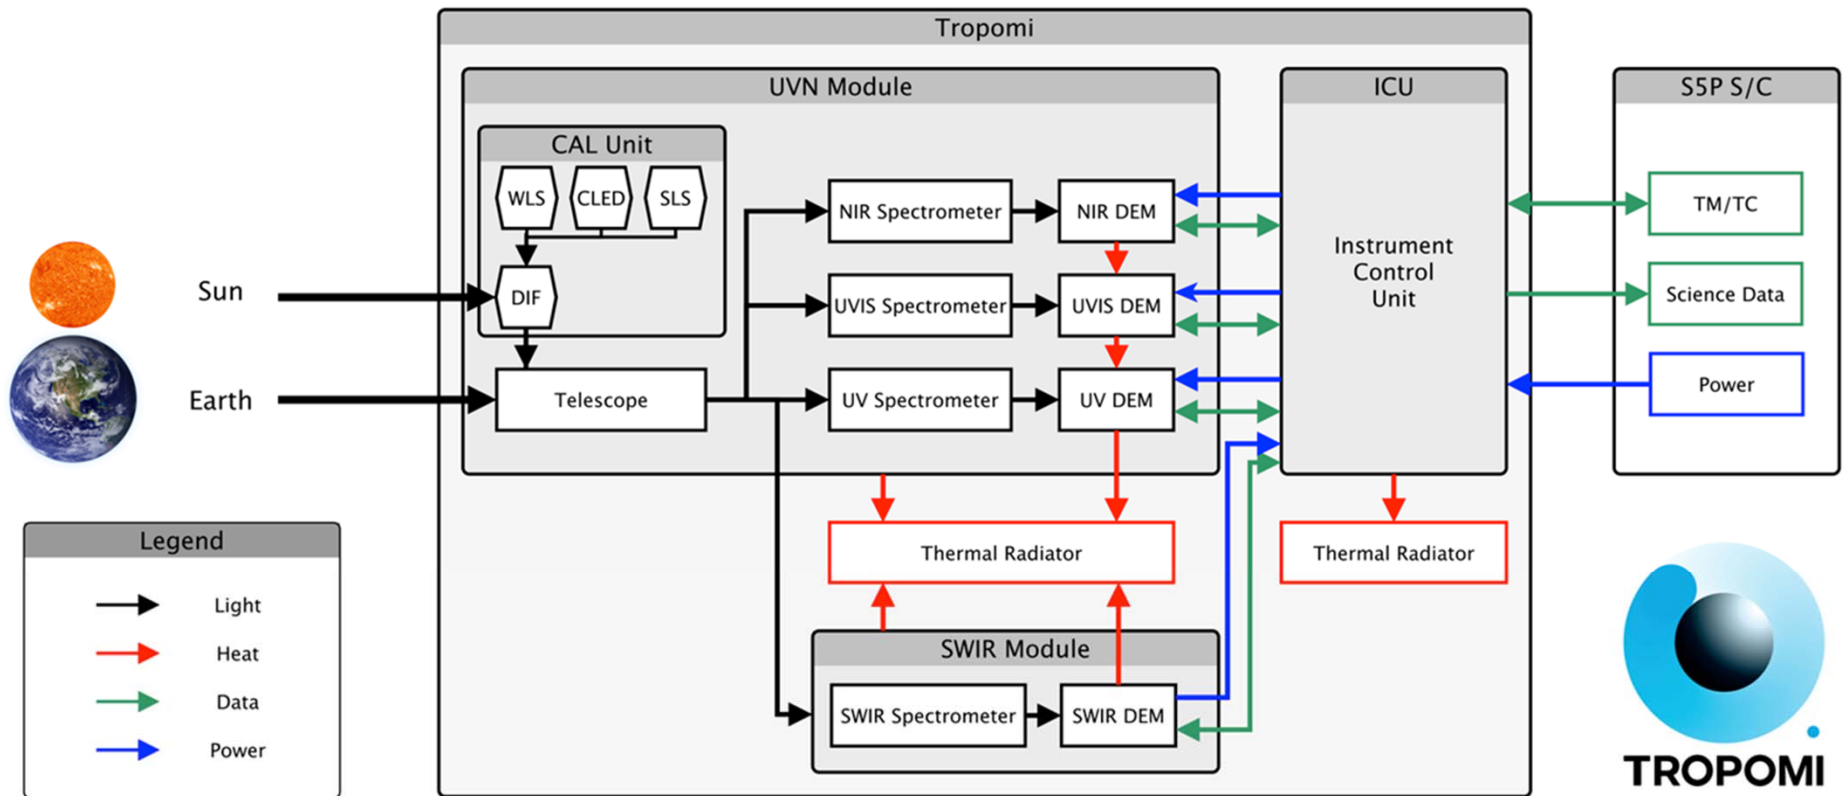 Tropomi
UVN Module
ICU
S5P S/C
CAL Unit
WLS
CLED
SLS
NIR Spectrometer
NIR DEM
TM/TC
Instrument
Control
Unit
Sun
DIF
UVIS Spectrometer
UVIS DEM
Science Data
Earth
Telescope
UV Spectrometer
UV DEM
Power
Legend
Thermal Radiator
Thermal Radiator
Light
Heat
SWIR Module
Data
SWIR Spectrometer
SWIR DEM
Power
TROPOMI